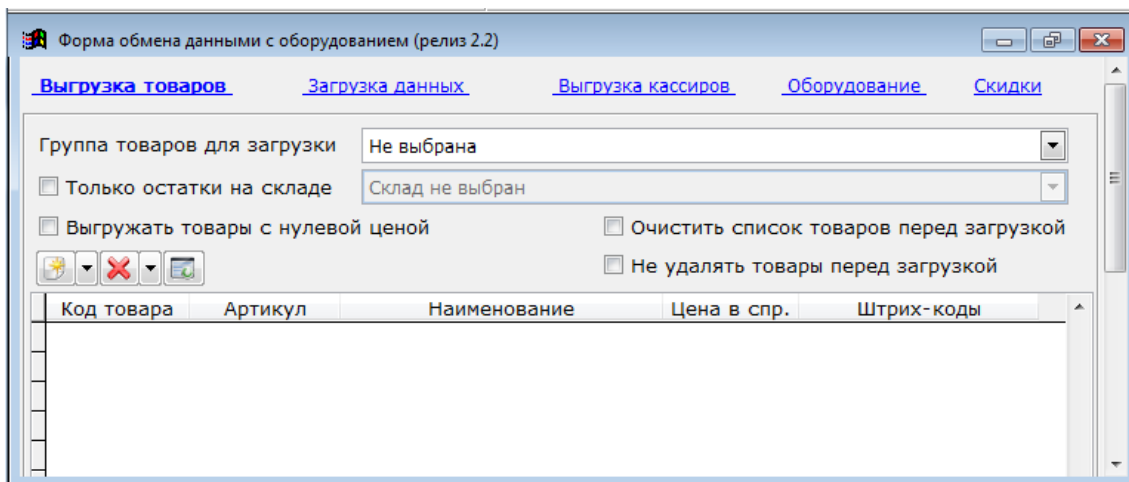 Форма обмена данными с оборудованием (релиз 2.2)
Выгрузка товаров Загрузка данных Выгрузка кассиров Оборудование Скидки
Группа товаров для загрузки Не выбрана
Только остатки на складе Склад не выбран
Выгружать товары с нулевой ценой Очистить список товаров перед загрузкой
Не удалять товары перед загрузкой
Код товара Артикул Наименование Цена в спр. Штрих-коды